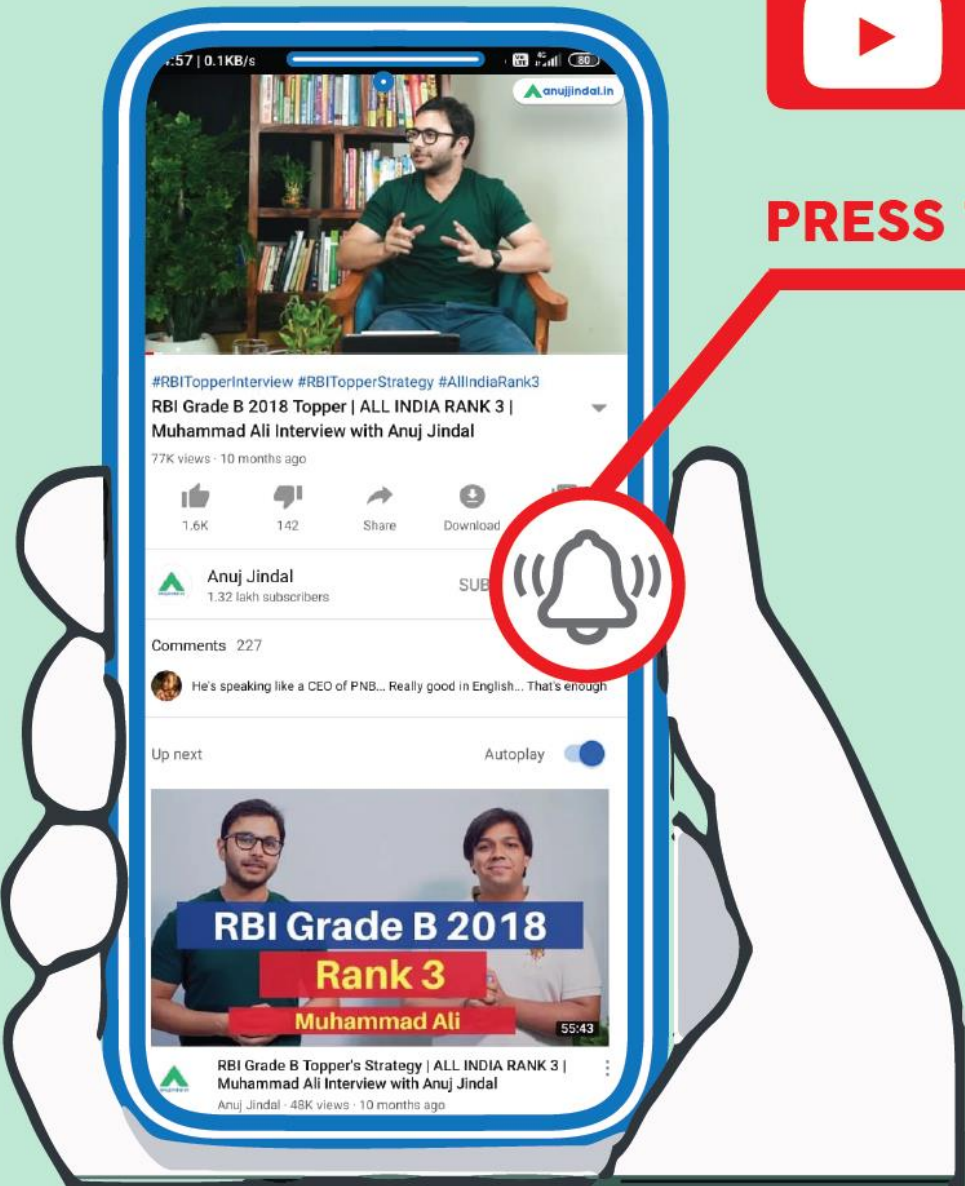 :57 | 0.1KB/s
Vo LTE 4G 80
anujjindal.in
PRESS
#RBITopperInterview #RBITopperStrategy #AllIndiaRank3
RBI Grade B 2018 Topper | ALL INDIA RANK 3 |
Muhammad Ali Interview with Anuj Jindal
77K views · 10 months ago
1.6K 142 Share Download
Anuj Jindal
1.32 lakh subscribers
SUB
Comments 227
He's speaking like a CEO of PNB... Really good in English... That's enough
Up next Autoplay
RBI Grade B 2018
Rank 3
Muhammad Ali
55:43
RBI Grade B Topper's Strategy | ALL INDIA RANK 3 |
Muhammad Ali Interview with Anuj Jindal
Anuj Jindal · 48K views · 10 months ago